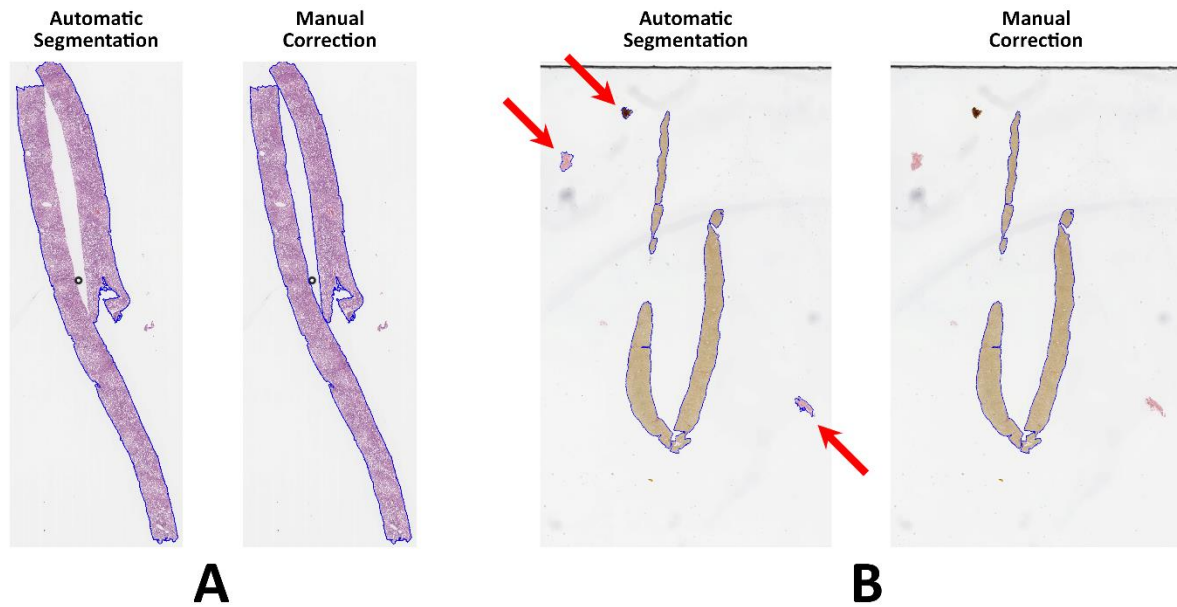 Automatic
Segmentation
Manual
Correction
Automatic
Segmentation
Manual
Correction
A
B